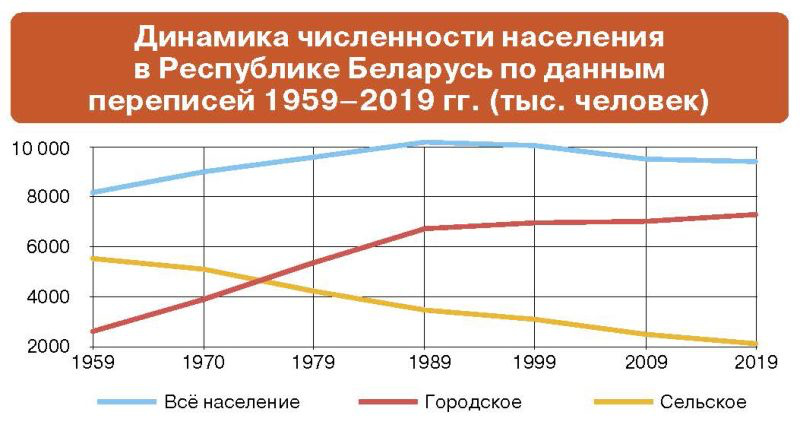 Динамика численности населения
в Республике Беларусь по данным
переписей 1959–2019 гг. (тыс. человек)
10 000
8000
6000
4000
2000
1959 1970 1979 1989 1999 2009 2019
Всё население Городское Сельское